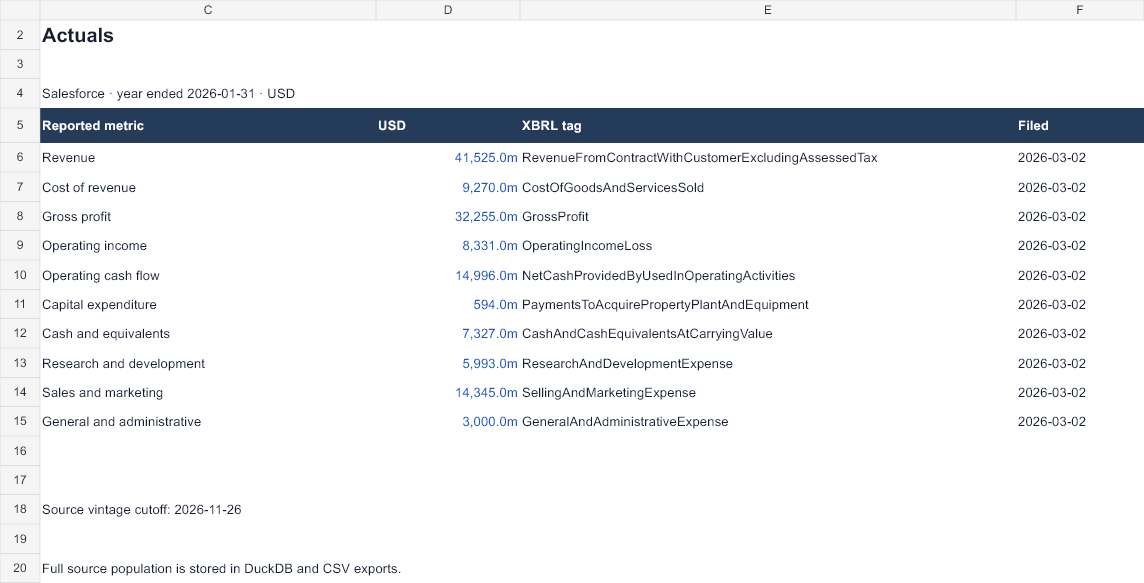 C D E F
2 Actuals
3
4 Salesforce · year ended 2026-01-31 · USD
5 Reported metric USD XBRL tag Filed
6 Revenue 41,525.0m RevenueFromContractWithCustomerExcludingAssessedTax 2026-03-02
7 Cost of revenue 9,270.0m CostOfGoodsAndServicesSold 2026-03-02
8 Gross profit 32,255.0m GrossProfit 2026-03-02
9 Operating income 8,331.0m OperatingIncomeLoss 2026-03-02
10 Operating cash flow 14,996.0m NetCashProvidedByUsedInOperatingActivities 2026-03-02
11 Capital expenditure 594.0m PaymentsToAcquirePropertyPlantAndEquipment 2026-03-02
12 Cash and equivalents 7,327.0m CashAndCashEquivalentsAtCarryingValue 2026-03-02
13 Research and development 5,993.0m ResearchAndDevelopmentExpense 2026-03-02
14 Sales and marketing 14,345.0m SellingAndMarketingExpense 2026-03-02
15 General and administrative 3,000.0m GeneralAndAdministrativeExpense 2026-03-02
16
17
18 Source vintage cutoff: 2026-11-26
19
20 Full source population is stored in DuckDB and CSV exports.